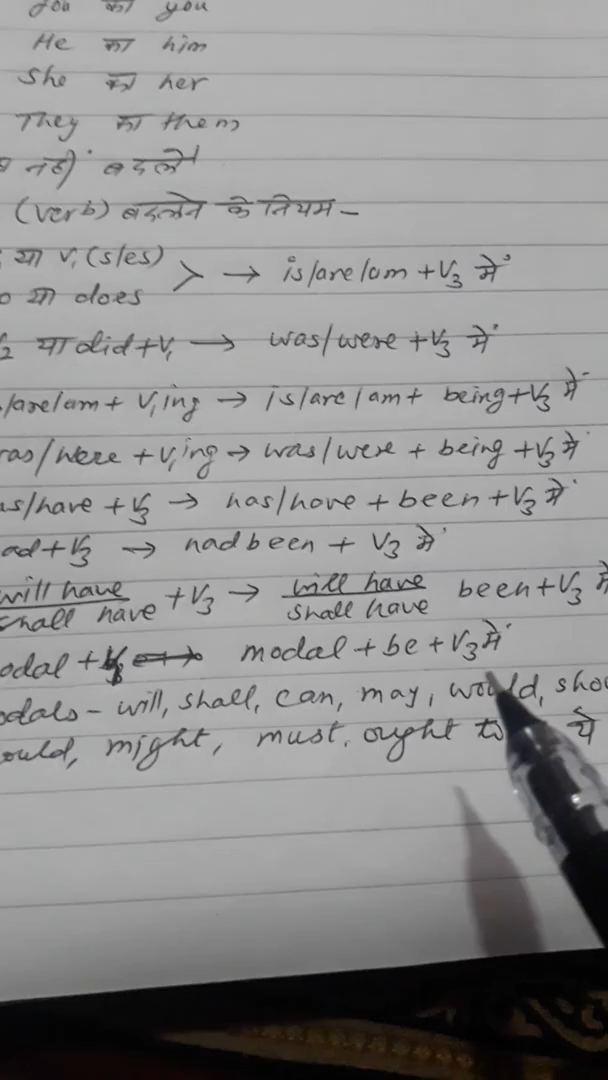 you का you
He का him
She का her
They का them
नहीं बदलें
(verb) बदलने के नियम -
या V₁ (s/es)
या does > → is/are/am + V₃ में
या did + V₁ → was/were + V₃ में
/are/am + V₁ing → is/are/am + being + V₃ में
was/were + V₁ing → was/were + being + V₃ में
has/have + V₃ → has/have + been + V₃ में
had + V₃ → had been + V₃ में
will have / shall have + V₃ → will have / shall have been + V₃ में
modal + → modal + be + V₃ में
modals - will, shall, can, may, would, shou
could, might, must, ought to ये